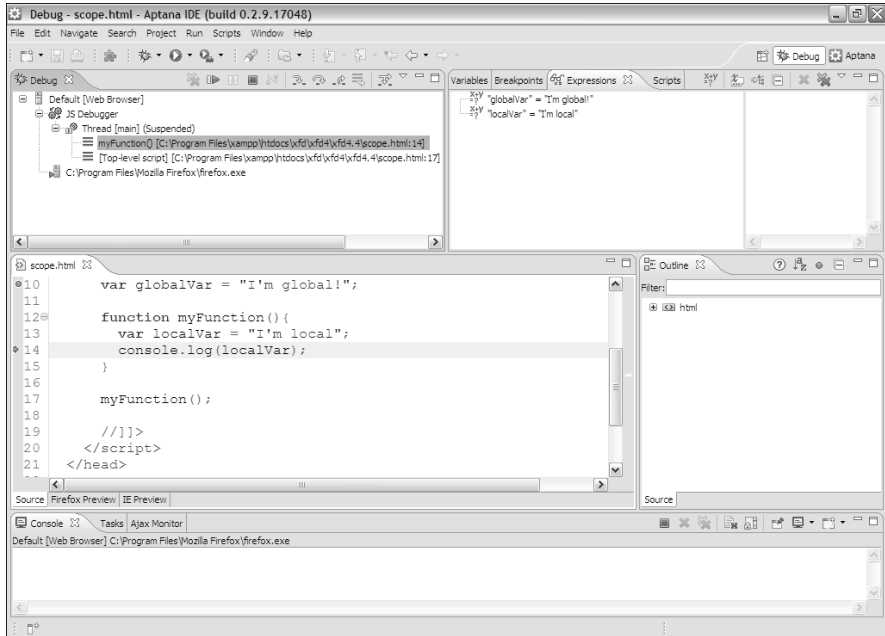 Debug - scope.html - Aptana IDE (build 0.2.9.17048)
File Edit Navigate Search Project Run Scripts Window Help
Debug Aptana
Debug
Default [Web Browser]
JS Debugger
Thread [main] (Suspended)
myFunction() [C:\Program Files\xampp\htdocs\xfd\xfd4\xfd4.4\scope.html:14]
[Top-level script] [C:\Program Files\xampp\htdocs\xfd\xfd4\xfd4.4\scope.html:17]
C:\Program Files\Mozilla Firefox\firefox.exe
Variables Breakpoints Expressions Scripts
"globalVar" = "I'm global!"
"localVar" = "I'm local"
scope.html
10 var globalVar = "I'm global!";
11
12 function myFunction(){
13 var localVar = "I'm local";
14 console.log(localVar);
15 }
16
17 myFunction();
18
19 //]]>
20 </script>
21 </head>
Source Firefox Preview IE Preview
Outline
Filter:
html
Source
Console Tasks Ajax Monitor
Default [Web Browser] C:\Program Files\Mozilla Firefox\firefox.exe